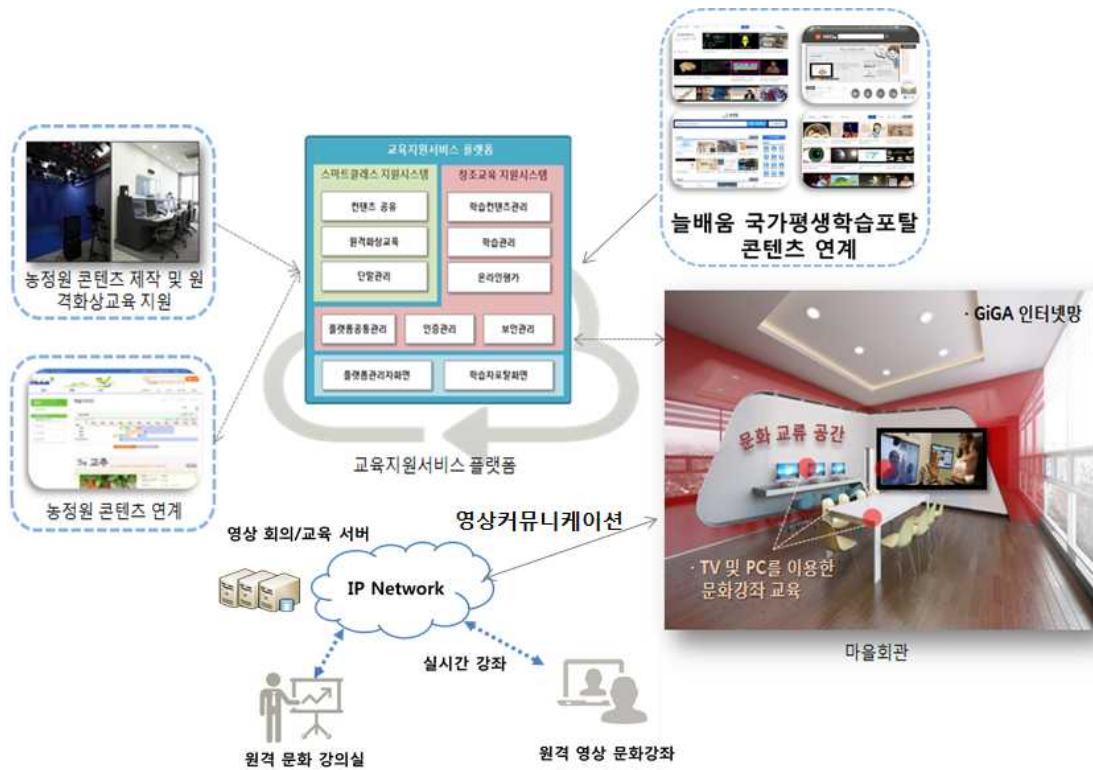 교육지원서비스 플랫폼
스마트클래스 지원시스템
컨텐츠 공유
원격화상교육
단말관리
창조교육 지원시스템
학습컨텐츠관리
학습관리
온라인평가
플랫폼공통관리
인증관리
보안관리
플랫폼관리자화면
학습자포탈화면
교육지원서비스 플랫폼
농정원 콘텐츠 제작 및 원
격화상교육 지원
농정원 콘텐츠 연계
늘배움 국가평생학습포탈
콘텐츠 연계
· GiGA 인터넷망
문화 교류 공간
· TV 및 PC를 이용한
문화강좌 교육
마을회관
영상커뮤니케이션
영상 회의/교육 서버
IP Network
실시간 강좌
원격 문화 강의실
원격 영상 문화강좌